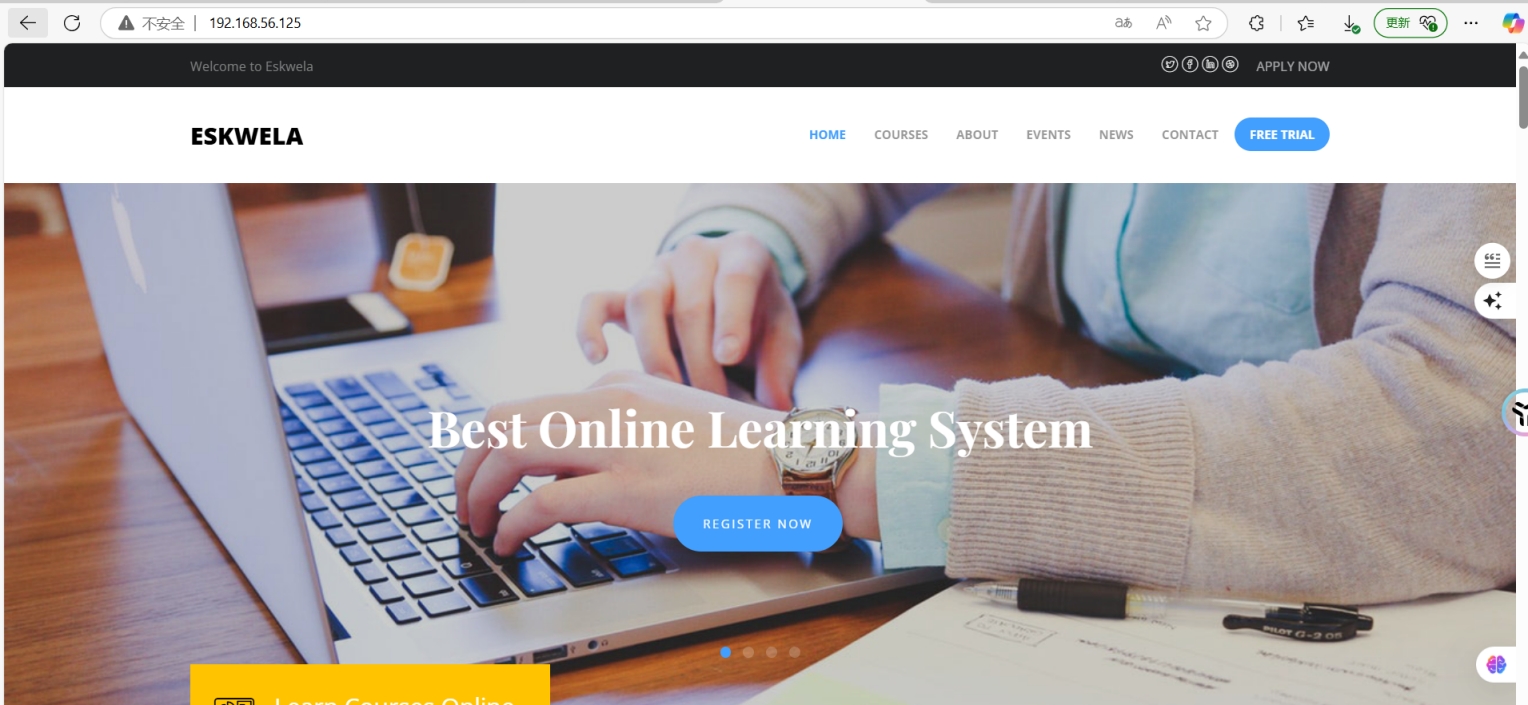 不安全 192.168.56.125 更新
Welcome to Eskwela APPLY NOW
ESKWELA HOME COURSES ABOUT EVENTS NEWS CONTACT FREE TRIAL
Best Online Learning System
REGISTER NOW
PILOT G-2 05
Learn Courses Online